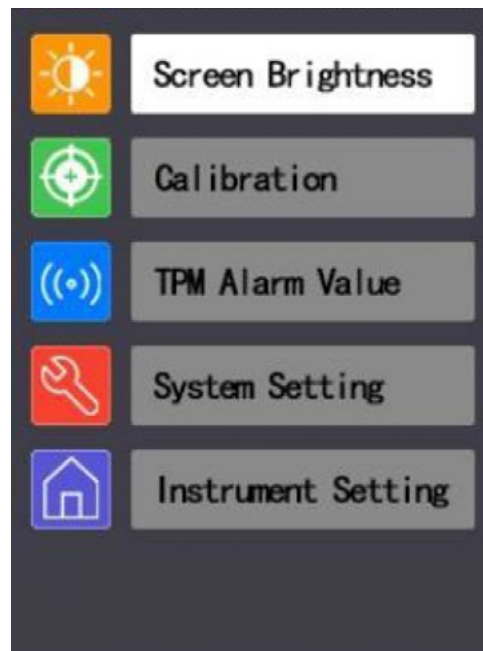 Screen Brightness
Calibration
TPM Alarm Value
System Setting
Instrument Setting